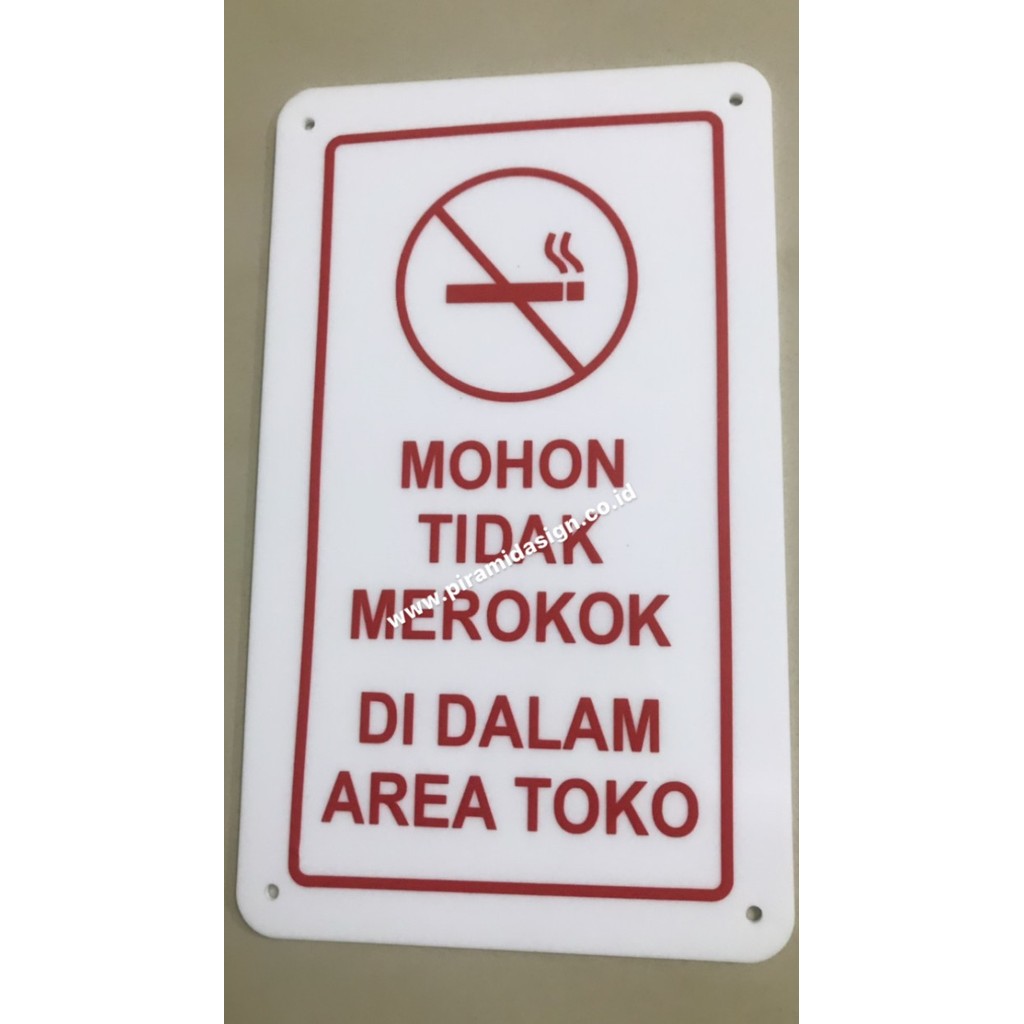 MOHON
TIDAK
MEROKOK
DI DALAM
AREA TOKO
www.piramidasign.co.id